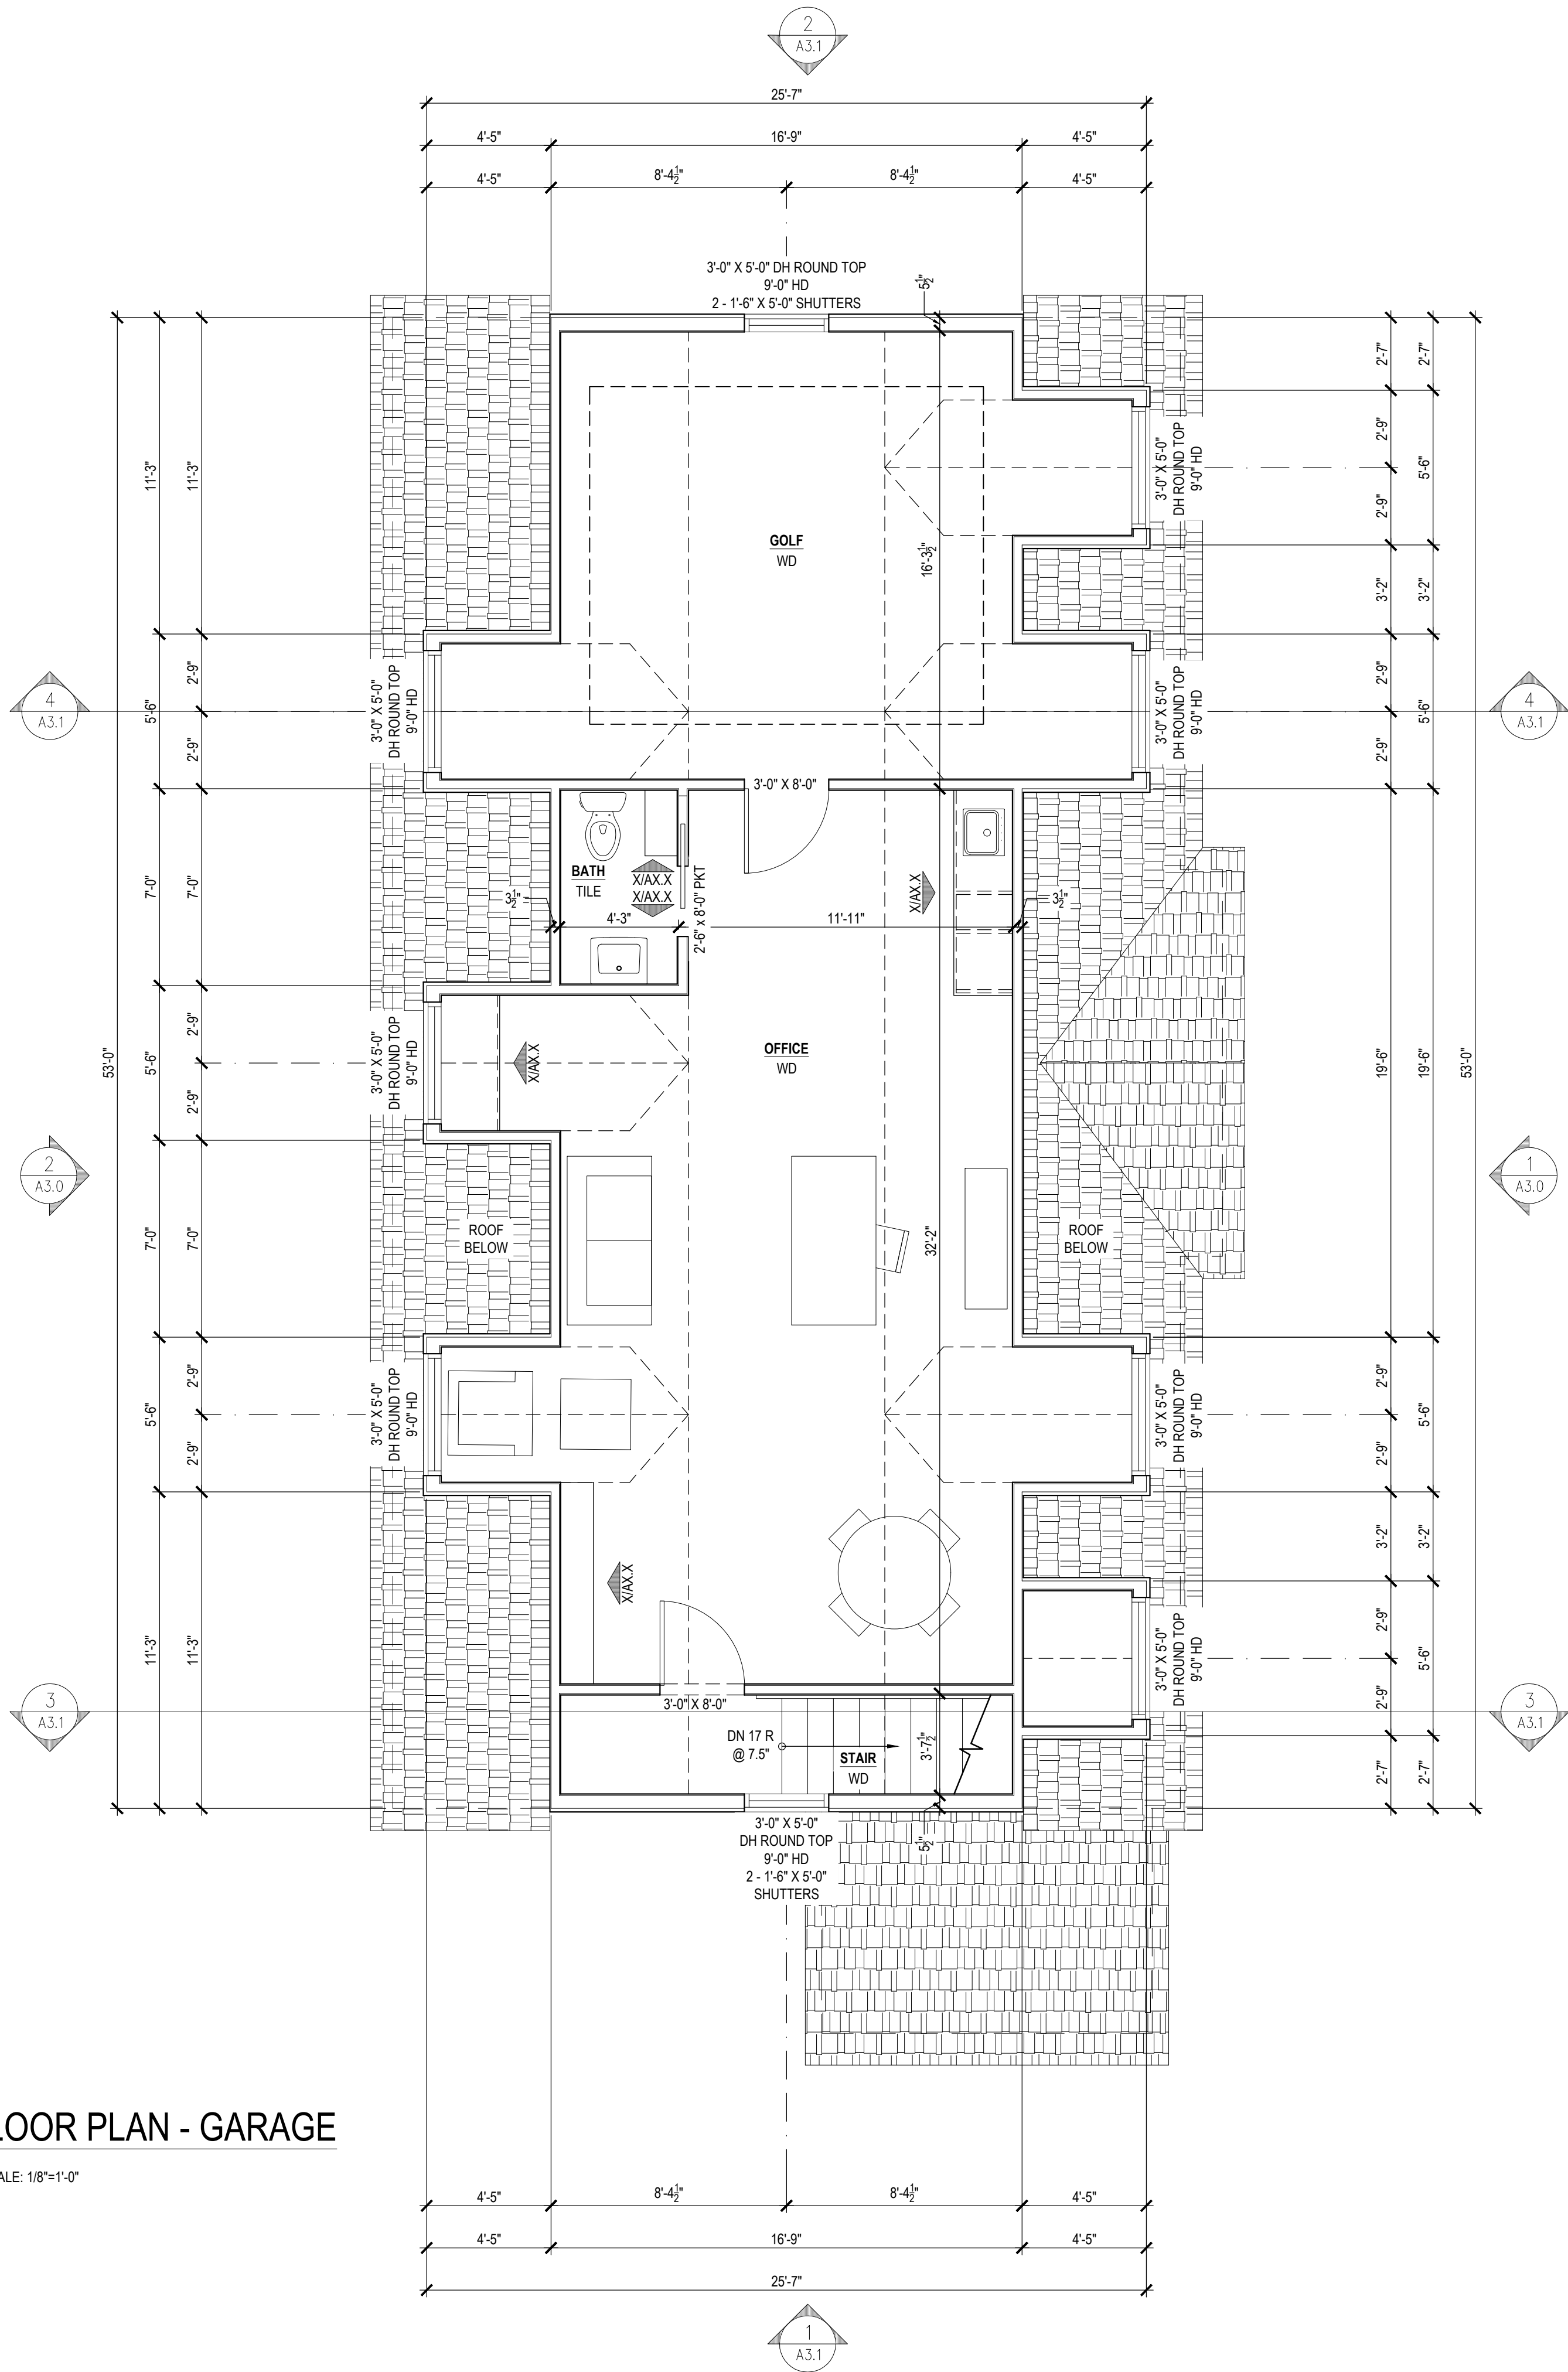 2
A3.1
25'-7"
4'-5"
16'-9"
4'-5"
4'-5"
8'-4½"
8'-4½"
4'-5"
3'-0" X 5'-0" DH ROUND TOP
9'-0" HD
2 - 1'-6" X 5'-0" SHUTTERS
5½"
53'-0"
11'-3"
5'-6"
7'-0"
5'-6"
7'-0"
5'-6"
11'-3"
11'-3"
2'-9"
2'-9"
7'-0"
2'-9"
2'-9"
7'-0"
2'-9"
2'-9"
11'-3"
2'-7"
2'-9"
2'-9"
3'-2"
2'-9"
2'-9"
19'-6"
2'-9"
2'-9"
3'-2"
2'-9"
2'-9"
2'-7"
2'-7"
5'-6"
3'-2"
5'-6"
19'-6"
5'-6"
3'-2"
5'-6"
2'-7"
53'-0"
3'-0" X 5'-0"
DH ROUND TOP
9'-0" HD
GOLF
WD
16'-3½"
4
A3.1
3'-0" X 5'-0"
DH ROUND TOP
9'-0" HD
3'-0" X 5'-0"
DH ROUND TOP
9'-0" HD
4
A3.1
3'-0" X 8'-0"
BATH
TILE
X/AX.X
X/AX.X
2'-6" x 8'-0" PKT
3½"
4'-3"
11'-11"
X/AX.X
3½"
3'-0" X 5'-0"
DH ROUND TOP
9'-0" HD
X/AX.X
OFFICE
WD
2
A3.0
1
A3.0
ROOF
BELOW
32'-2"
ROOF
BELOW
3'-0" X 5'-0"
DH ROUND TOP
9'-0" HD
3'-0" X 5'-0"
DH ROUND TOP
9'-0" HD
X/AX.X
3'-0" X 5'-0"
DH ROUND TOP
9'-0" HD
3
A3.1
3'-0" X 8'-0"
3
A3.1
DN 17 R
@ 7.5"
STAIR
WD
3'-7½"
3'-0" X 5'-0"
DH ROUND TOP
9'-0" HD
2 - 1'-6" X 5'-0"
SHUTTERS
5½"
LOOR PLAN - GARAGE
ALE: 1/8"=1'-0"
4'-5"
8'-4½"
8'-4½"
4'-5"
4'-5"
16'-9"
4'-5"
25'-7"
1
A3.1